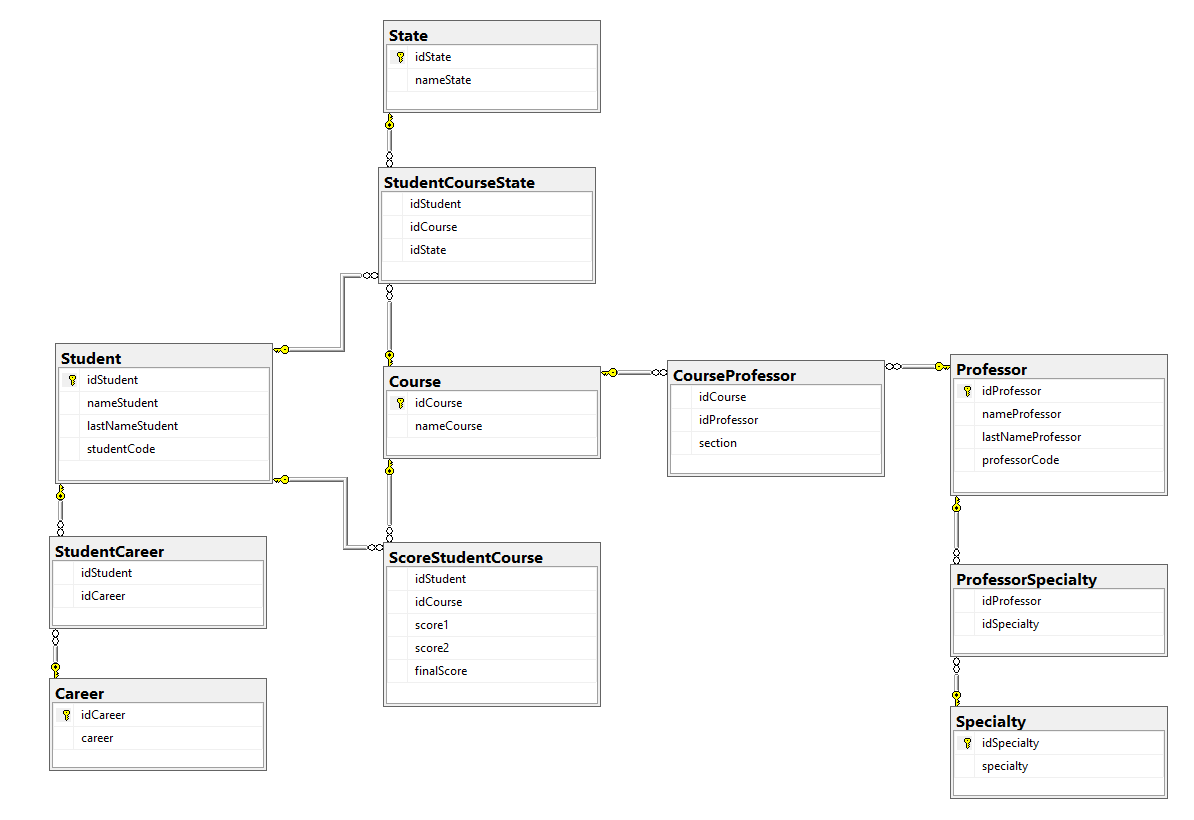 State
idState
nameState
StudentCourseState
idStudent
idCourse
idState
Student
idStudent
nameStudent
lastNameStudent
studentCode
Course
idCourse
nameCourse
CourseProfessor
idCourse
idProfessor
section
Professor
idProfessor
nameProfessor
lastNameProfessor
professorCode
StudentCareer
idStudent
idCareer
ScoreStudentCourse
idStudent
idCourse
score1
score2
finalScore
ProfessorSpecialty
idProfessor
idSpecialty
Career
idCareer
career
Specialty
idSpecialty
specialty